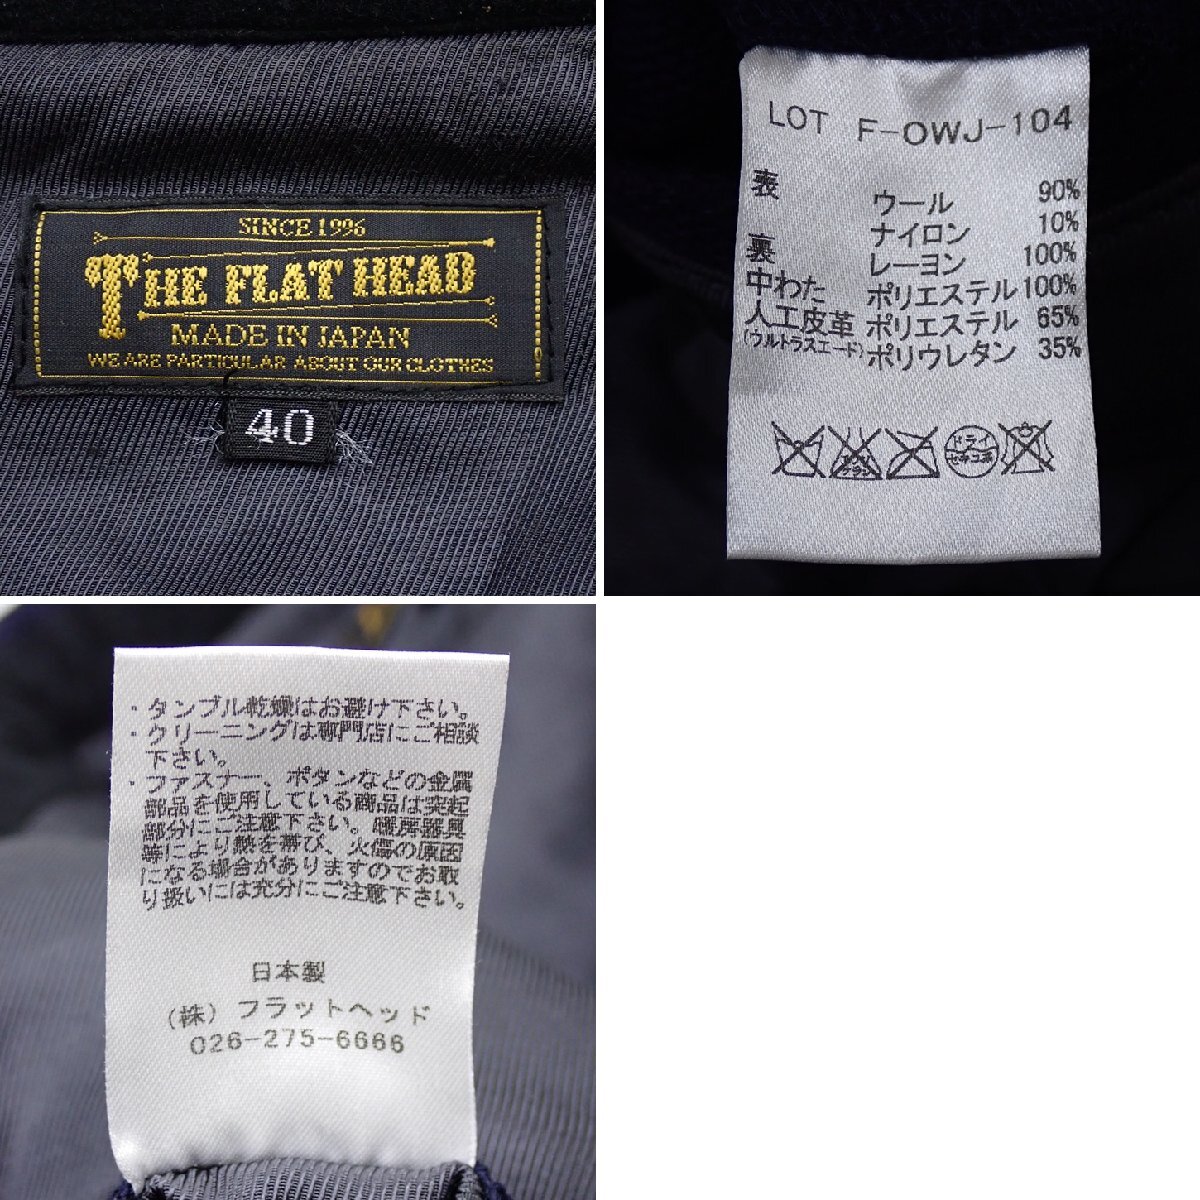 SINCE 1996
THE FLAT HEAD
MADE IN JAPAN
WE ARE PARTICULAR ABOUT OUR CLOTHES
40
LOT F-OWJ-104
表 ウール 90%
ナイロン 10%
裏 レーヨン 100%
中わた ポリエステル 100%
人工皮革 ポリエステル 65%
(ウルトラスエード) ポリウレタン 35%
ドライ
・タンブル乾燥はお避け下さい。
・クリーニングは専門店にご相談
下さい。
・ファスナー、ボタンなどの金属
部品を使用している商品は突起
部分にご注意下さい。暖房器具
等により熱を帯び、火傷の原因
になる場合がありますのでお取
り扱いには充分にご注意下さい。
日本製
(株) フラットヘッド
026-275-6666